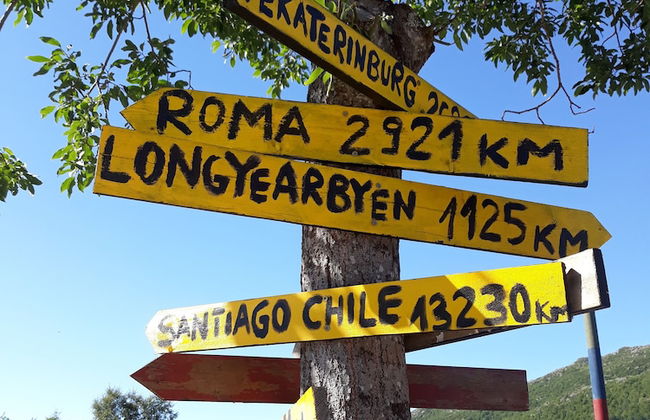 EKATERINBURG
ROMA 2921 KM
LONGYEARBYEN 1125 KM
SANTIAGO CHILE 13230 KM